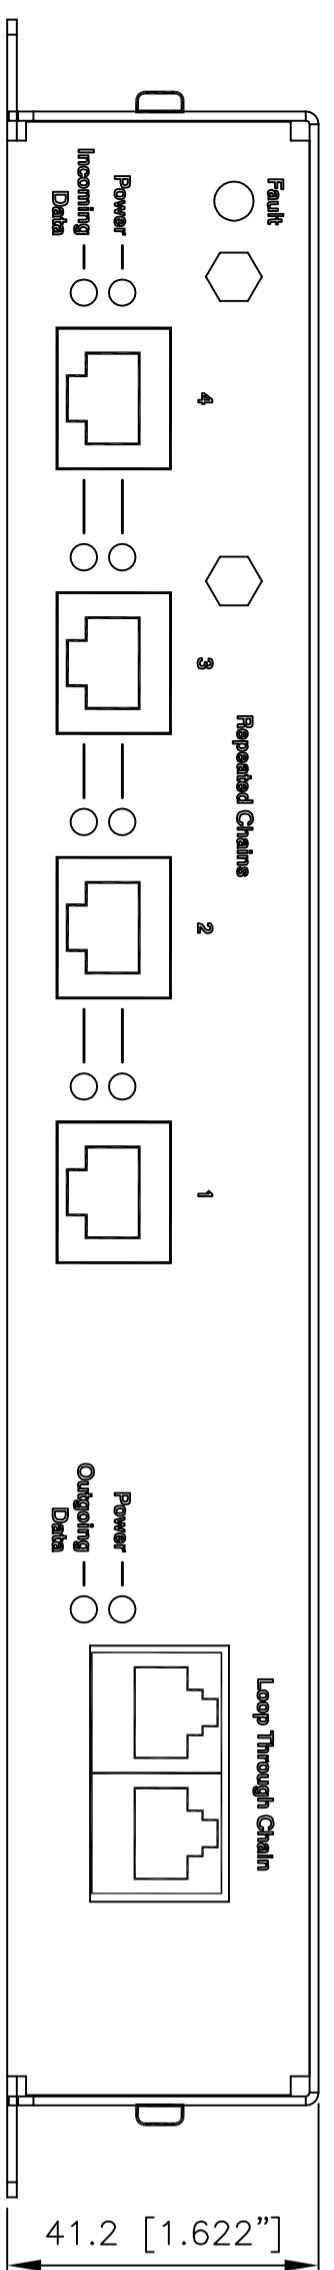 Fault
Power
Incoming
Data
4
3
Repeated Chains
2
1
Power
Outgoing
Data
Loop Through Chain
41.2 [1.622”]